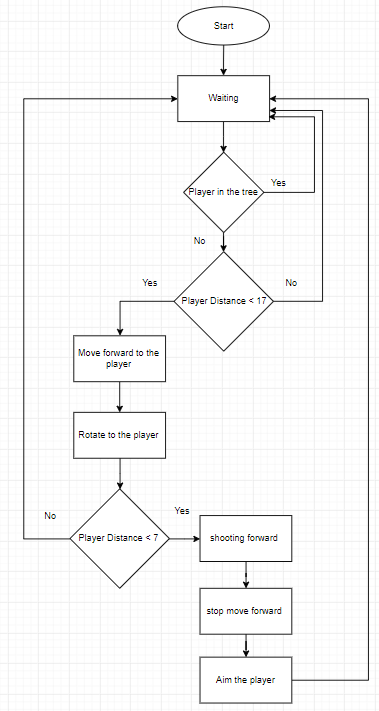 Start
Waiting
Player in the tree
Yes
No
Player Distance < 17
Yes
No
Move forward to the
player
Rotate to the player
Player Distance < 7
No
Yes
shooting forward
stop move forward
Aim the player